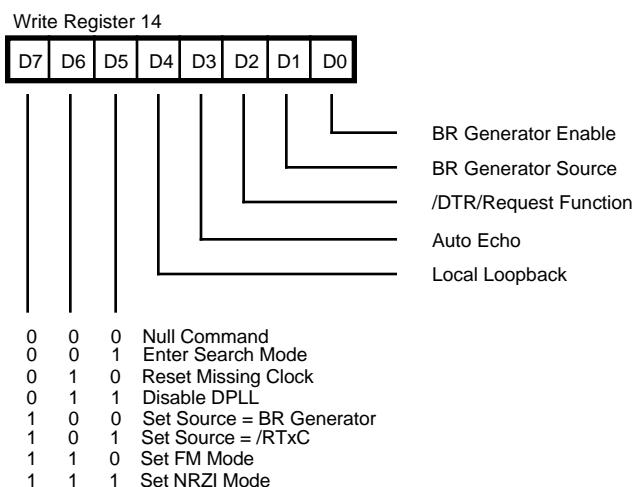 Write Register 14
D7 D6 D5 D4 D3 D2 D1 D0
BR Generator Enable
BR Generator Source
/DTR/Request Function
Auto Echo
Local Loopback
0 0 0 Null Command
0 0 1 Enter Search Mode
0 1 0 Reset Missing Clock
0 1 1 Disable DPLL
1 0 0 Set Source = BR Generator
1 0 1 Set Source = /RTxC
1 1 0 Set FM Mode
1 1 1 Set NRZI Mode